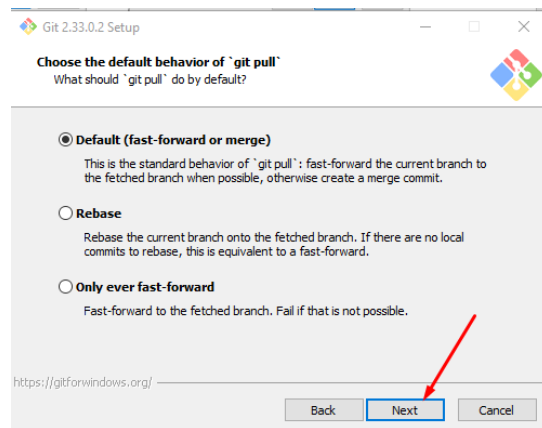 Git 2.33.0.2 Setup
Choose the default behavior of `git pull`
What should `git pull` do by default?
Default (fast-forward or merge)
This is the standard behavior of `git pull`: fast-forward the current branch to
the fetched branch when possible, otherwise create a merge commit.
Rebase
Rebase the current branch onto the fetched branch. If there are no local
commits to rebase, this is equivalent to a fast-forward.
Only ever fast-forward
Fast-forward to the fetched branch. Fail if that is not possible.
https://gitforwindows.org/
Back Next Cancel